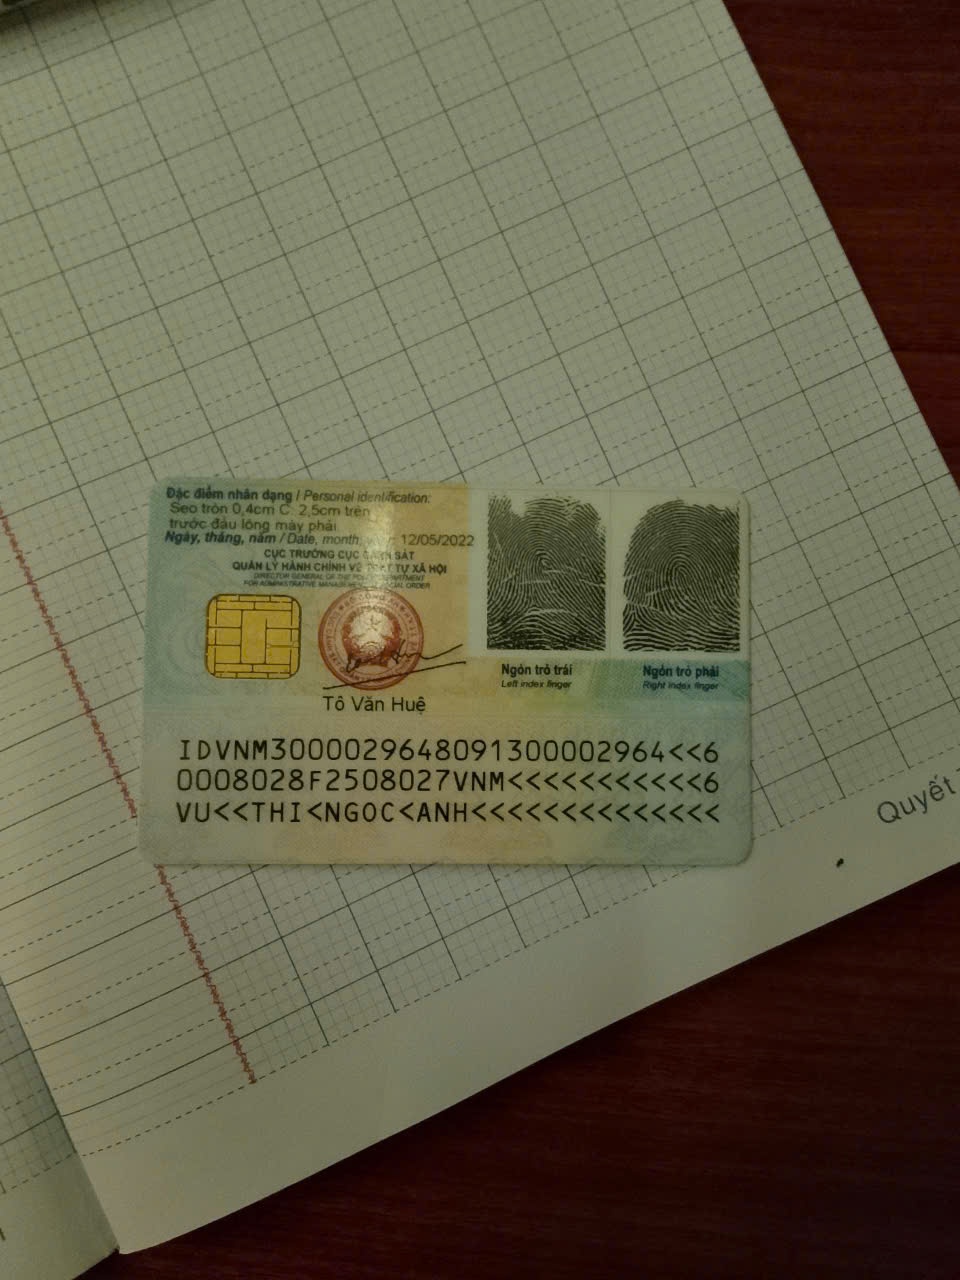 Đặc điểm nhân dạng / Personal identification:
Sẹo tròn 0,4cm C: 2,5cm trên
trước đầu lông mày phải
Ngày, tháng, năm / Date, month, year: 12/05/2022
CỤC TRƯỞNG CỤC CẢNH SÁT
QUẢN LÝ HÀNH CHÍNH VỀ TRẬT TỰ XÃ HỘI
DIRECTOR GENERAL OF THE POLICE DEPARTMENT
FOR ADMINISTRATIVE MANAGEMENT OF SOCIAL ORDER
Tô Văn Huệ
Ngón trỏ trái
Left index finger
Ngón trỏ phải
Right index finger
IDVNM3000029648091300002964<<6
0008028F2508027VNM<<<<<<<<<<<6
VU<<THI<NGOC<ANH<<<<<<<<<<<<<<
Quyết